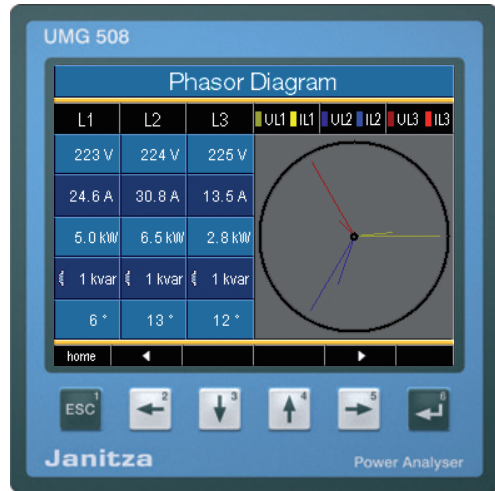 UMG 508
Phasor Diagram
L1 L2 L3 UL1 IL1 UL2 IL2 UL3 IL3
223 V 224 V 225 V
24.6 A 30.8 A 13.5 A
5.0 kW 6.5 kW 2.8 kW
1 kvar 1 kvar 1 kvar
6 ° 13 ° 12 °
home
ESC 1 2 3 4 5 6
Janitza Power Analyser